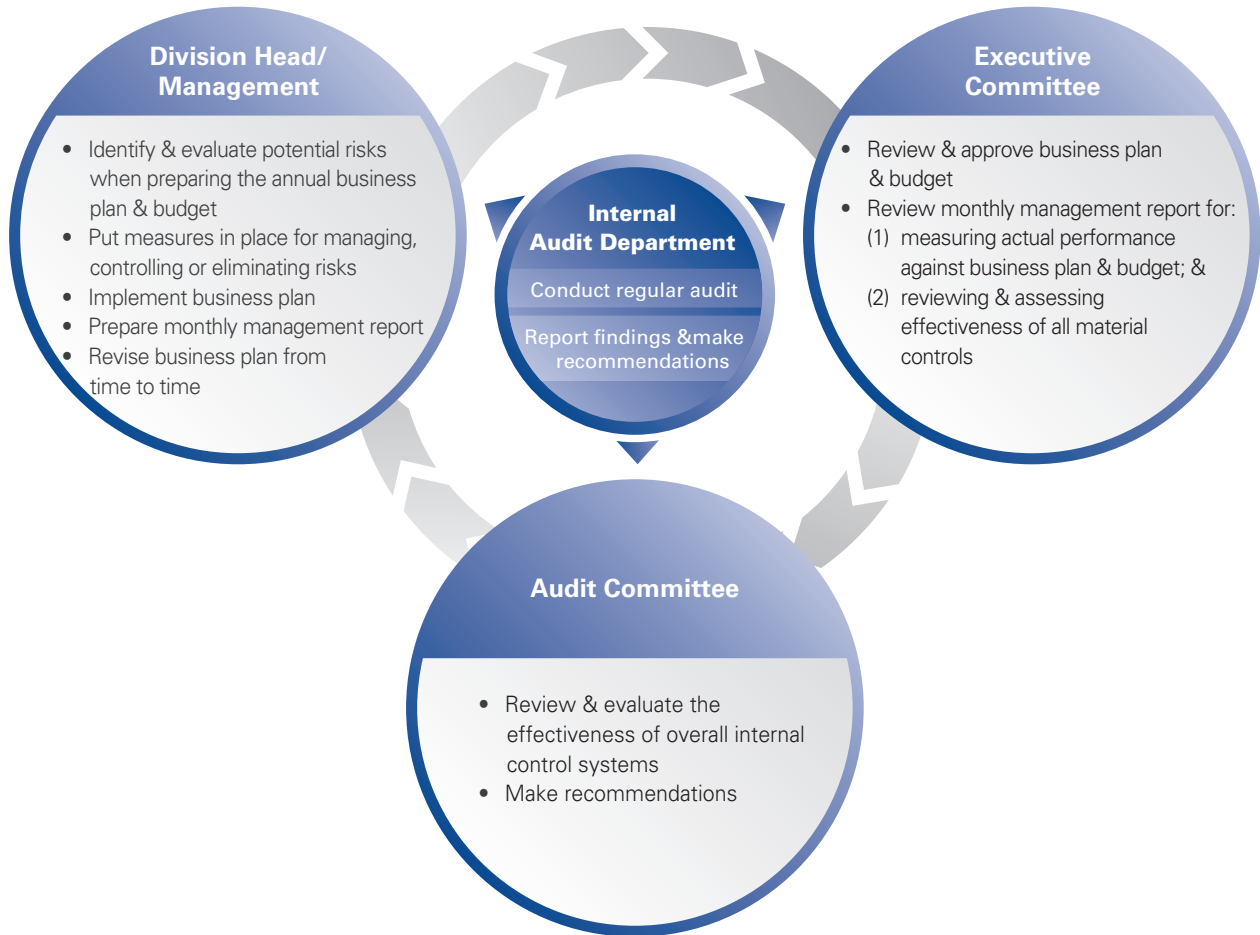 Division Head/
Management
• Identify & evaluate potential risks
when preparing the annual business
plan & budget
• Put measures in place for managing,
controlling or eliminating risks
• Implement business plan
• Prepare monthly management report
• Revise business plan from
time to time
Internal
Audit Department
Conduct regular audit
Report findings &make
recommendations
Executive
Committee
• Review & approve business plan
& budget
• Review monthly management report for:
(1) measuring actual performance
against business plan & budget; &
(2) reviewing & assessing
effectiveness of all material
controls
Audit Committee
• Review & evaluate the
effectiveness of overall internal
control systems
• Make recommendations